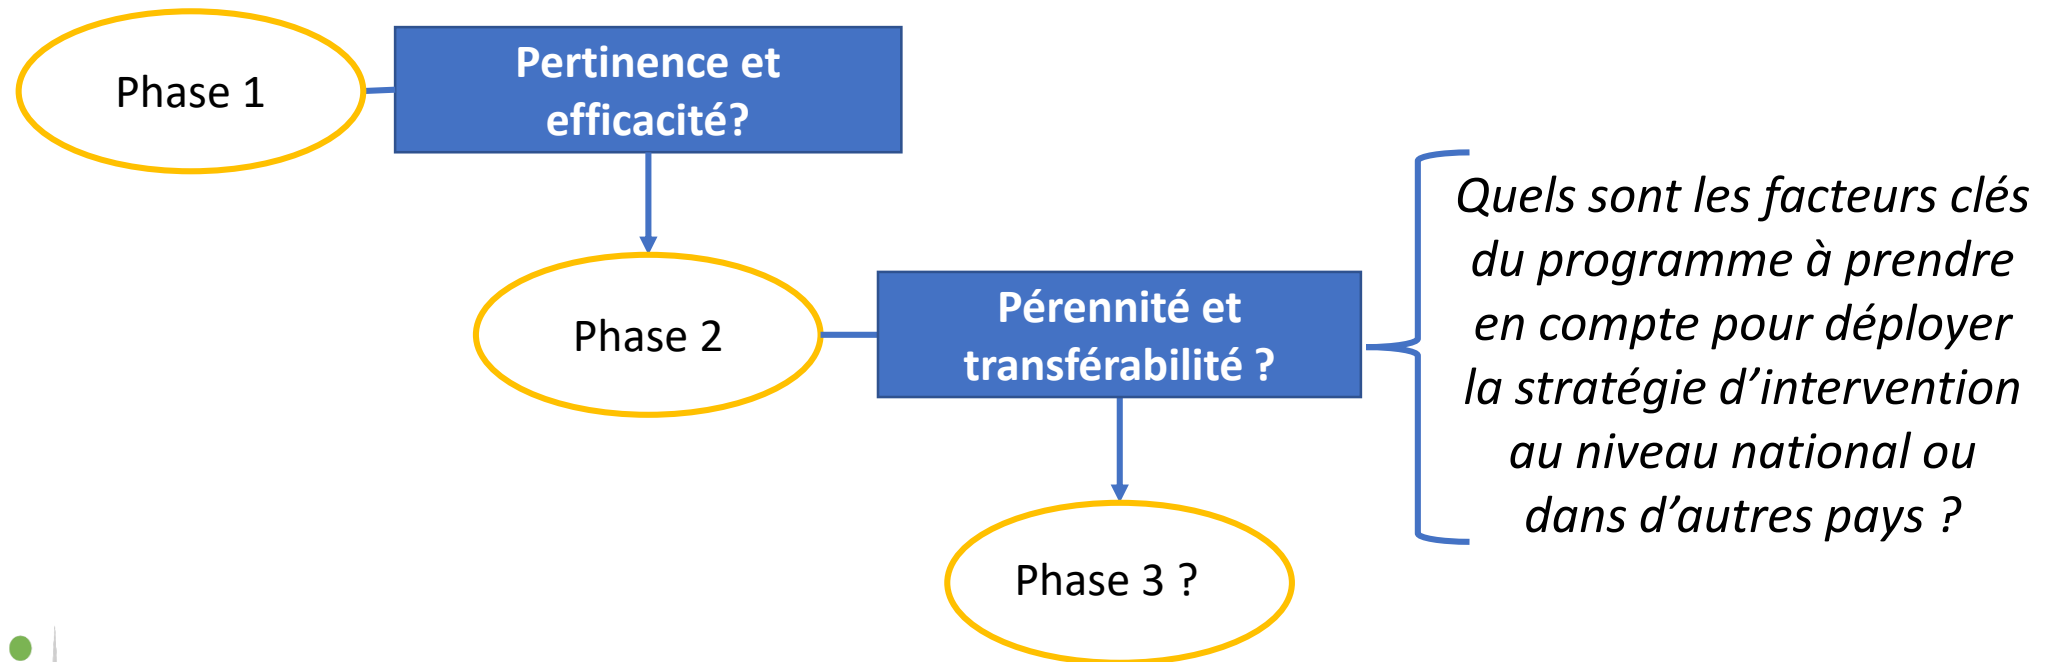 Phase 1
Pertinence et
efficacité?
Phase 2
Pérennité et
transférabilité ?
Quels sont les facteurs clés
du programme à prendre
en compte pour déployer
la stratégie d’intervention
au niveau national ou
dans d’autres pays ?
Phase 3 ?